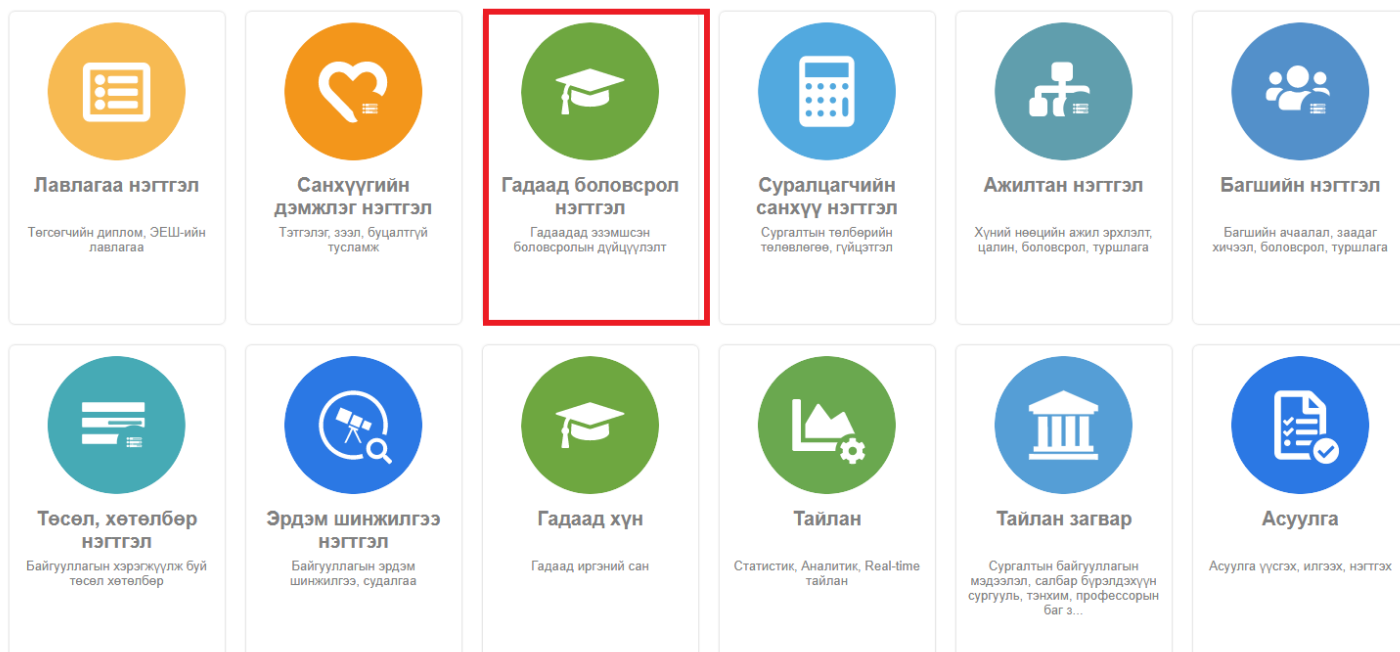 Лавлагаа нэгтгэл
Төгсөгчийн диплом, ЭЕШ-ийн
лавлагаа
Санхүүгийн
дэмжлэг нэгтгэл
Тэтгэлэг, зээл, буцалтгүй
тусламж
Гадаад боловсрол
нэгтгэл
Гадаадад эзэмшсэн
боловсролын дүйцүүлэлт
Суралцагчийн
санхүү нэгтгэл
Сургалтын төлбөрийн
төлөвлөгөө, гүйцэтгэл
Ажилтан нэгтгэл
Хүний нөөцийн ажил эрхлэлт,
цалин, боловсрол, туршлага
Багшийн нэгтгэл
Багшийн ачаалал, заадаг
хичээл, боловсрол, туршлага
Төсөл, хөтөлбөр
нэгтгэл
Байгууллагын хэрэгжүүлж буй
төсөл хөтөлбөр
Эрдэм шинжилгээ
нэгтгэл
Байгууллагын эрдэм
шинжилгээ, судалгаа
Гадаад хүн
Гадаад иргэний сан
Тайлан
Статистик, Аналитик, Real-time
тайлан
Тайлан загвар
Сургалтын байгууллагын
мэдээлэл, салбар бүрэлдэхүүн
сургууль, тэнхим, профессорын
баг з...
Асуулга
Асуулга үүсгэх, илгээх, нэгтгэх